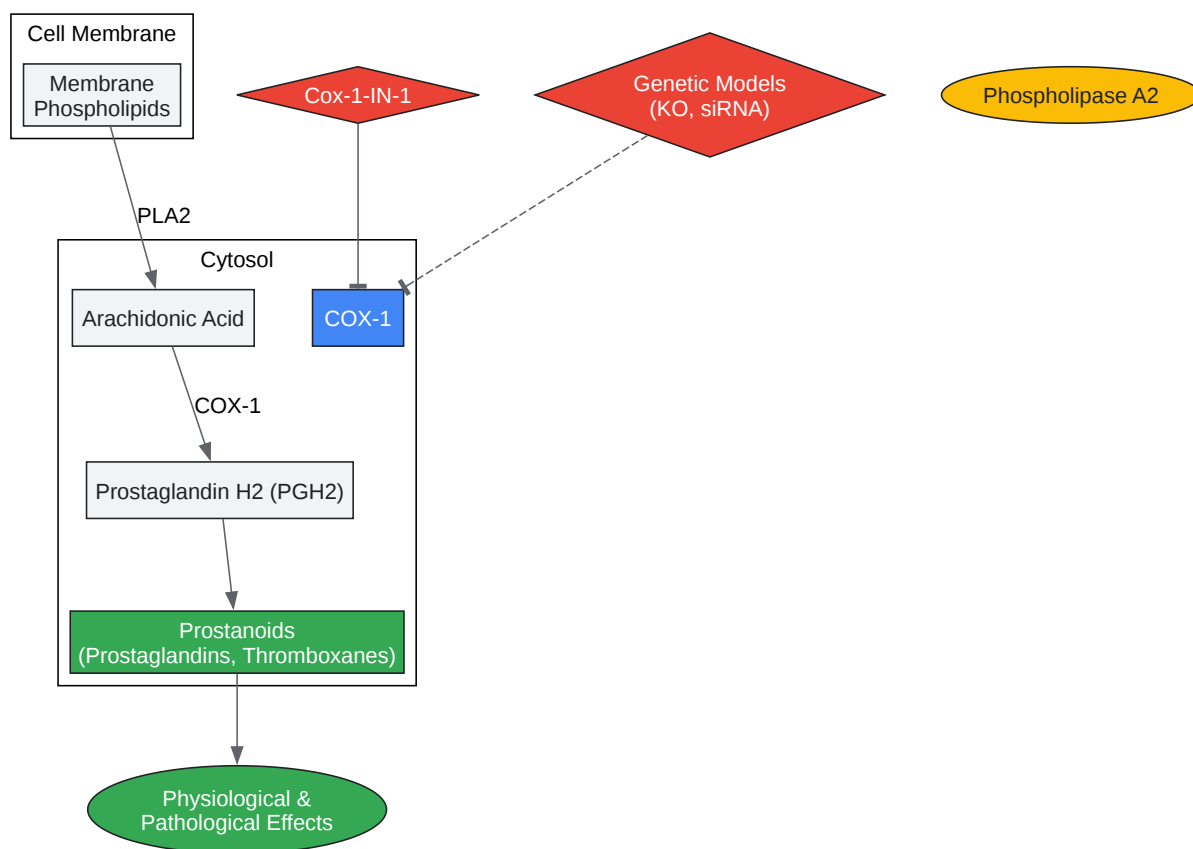 Cell Membrane
Membrane
Phospholipids
Cox-1-IN-1
Genetic Models
(KO, siRNA)
Phospholipase A2
PLA2
Cytosol
Arachidonic Acid
COX-1
COX-1
Prostaglandin H2 (PGH2)
Prostanoids
(Prostaglandins, Thromboxanes)
Physiological &
Pathological Effects